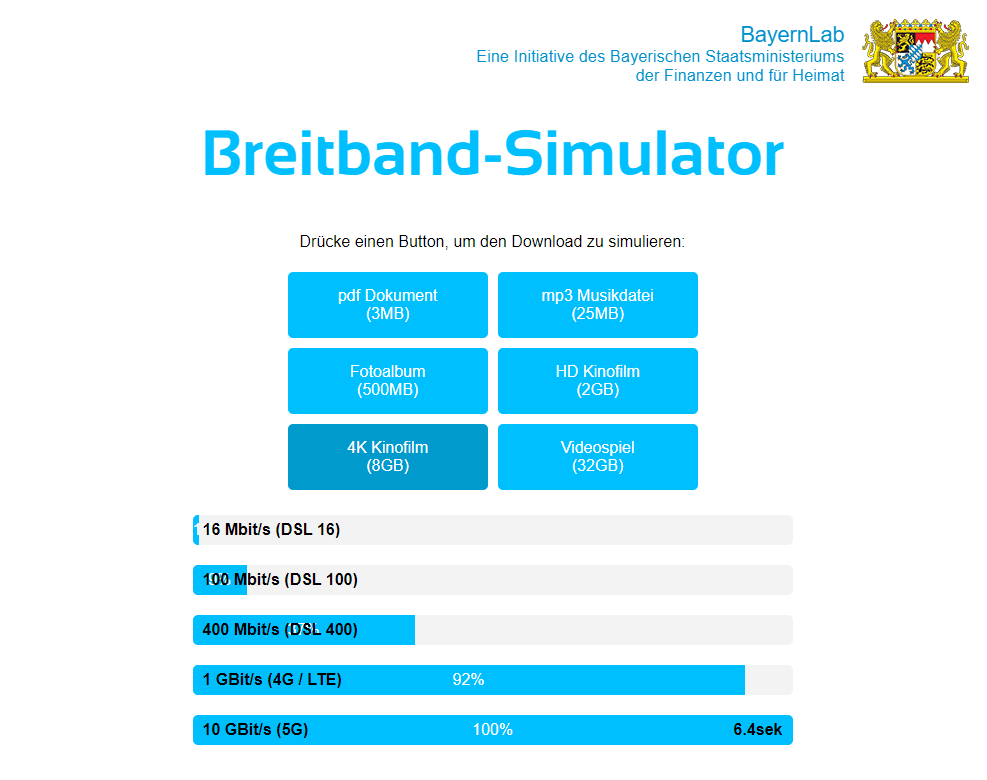 BayernLab
Eine Initiative des Bayerischen Staatsministeriums
der Finanzen und für Heimat
Breitband-Simulator
Drücke einen Button, um den Download zu simulieren:
pdf Dokument
(3MB)
mp3 Musikdatei
(25MB)
Fotoalbum
(500MB)
HD Kinofilm
(2GB)
4K Kinofilm
(8GB)
Videospiel
(32GB)
16 Mbit/s (DSL 16)
100 Mbit/s (DSL 100)
400 Mbit/s (DSL 400)
1 GBit/s (4G / LTE) 92%
10 GBit/s (5G) 100% 6.4sek